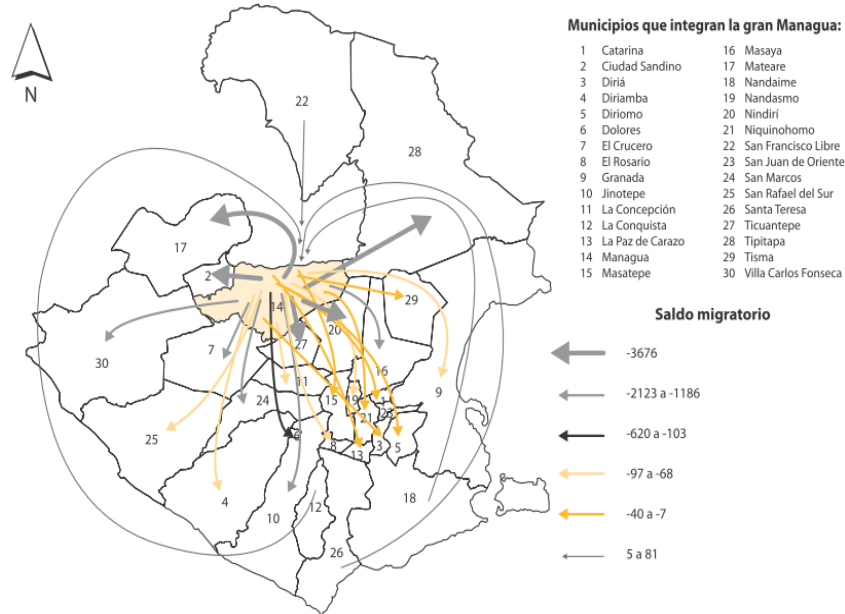 Municipios que integran la gran Managua:
1 Catarina
2 Ciudad Sandino
3 Diriá
4 Diriamba
5 Diriomo
6 Dolores
7 El Crucero
8 El Rosario
9 Granada
10 Jinotepe
11 La Concepción
12 La Conquista
13 La Paz de Carazo
14 Managua
15 Masatepe
16 Masaya
17 Mateare
18 Nandaime
19 Nandasmo
20 Nindirí
21 Niquinohomo
22 San Francisco Libre
23 San Juan de Oriente
24 San Marcos
25 San Rafael del Sur
26 Santa Teresa
27 Ticuantepe
28 Tipitapa
29 Tisma
30 Villa Carlos Fonseca
Saldo migratorio
-3676
-2123 a -1186
-620 a -103
-97 a -68
-40 a -7
5 a 81
N
22
28
17
2
29
14
20
27
7
30
16
11
9
24
15
19
1
21
23
25
6
8
13
3
5
4
10
12
18
26